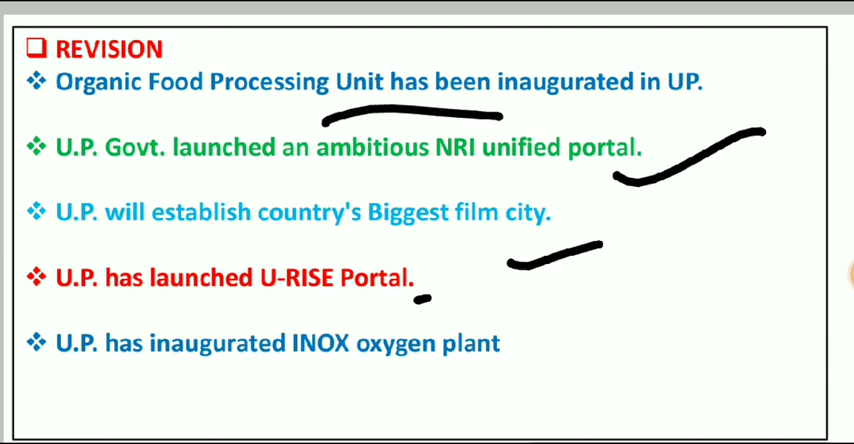 REVISION
Organic Food Processing Unit has been inaugurated in UP.
U.P. Govt. launched an ambitious NRI unified portal.
U.P. will establish country's Biggest film city.
U.P. has launched U-RISE Portal.
U.P. has inaugurated INOX oxygen plant